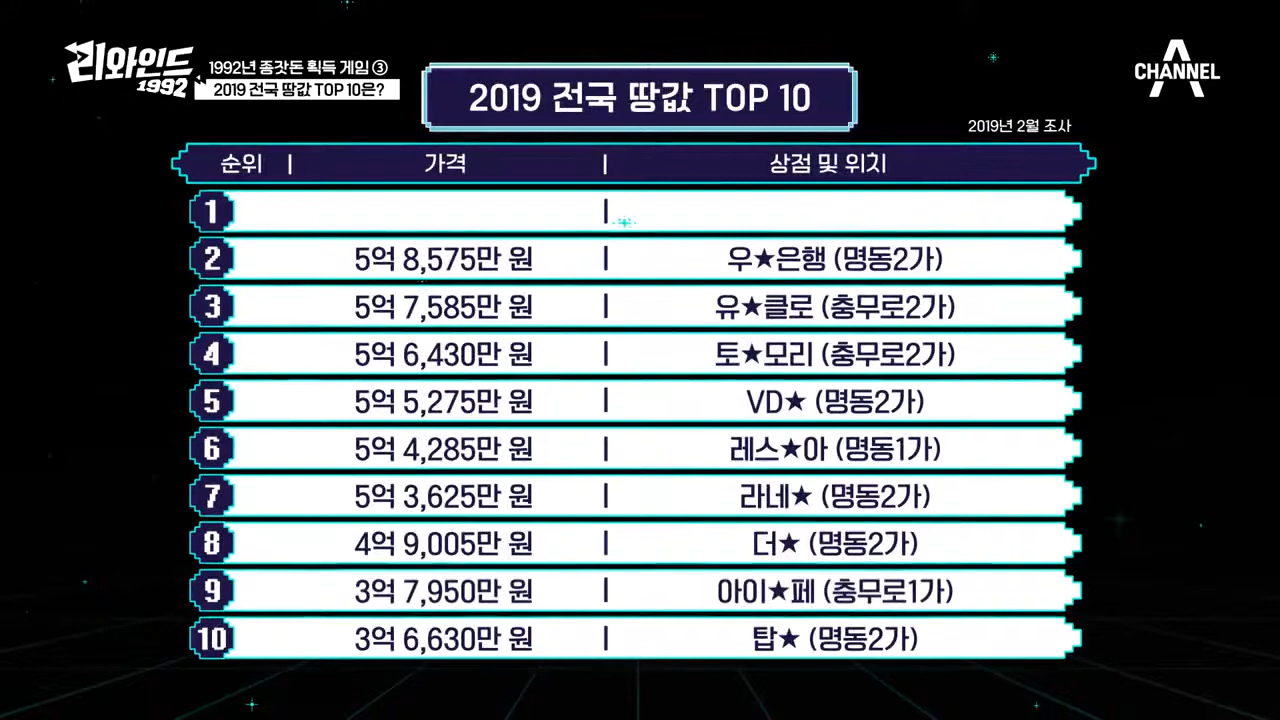 리와인드
1992
1992년 종잣돈 획득 게임 ③
2019 전국 땅값 TOP 10은?
CHANNEL A
2019 전국 땅값 TOP 10
2019년 2월 조사
순위 | 가격 | 상점 및 위치
1 |
2 5억 8,575만 원 | 우★은행 (명동2가)
3 5억 7,585만 원 | 유★클로 (충무로2가)
4 5억 6,430만 원 | 토★모리 (충무로2가)
5 5억 5,275만 원 | VD★ (명동2가)
6 5억 4,285만 원 | 레스★아 (명동1가)
7 5억 3,625만 원 | 라네★ (명동2가)
8 4억 9,005만 원 | 더★ (명동2가)
9 3억 7,950만 원 | 아이★페 (충무로1가)
10 3억 6,630만 원 | 탑★ (명동2가)